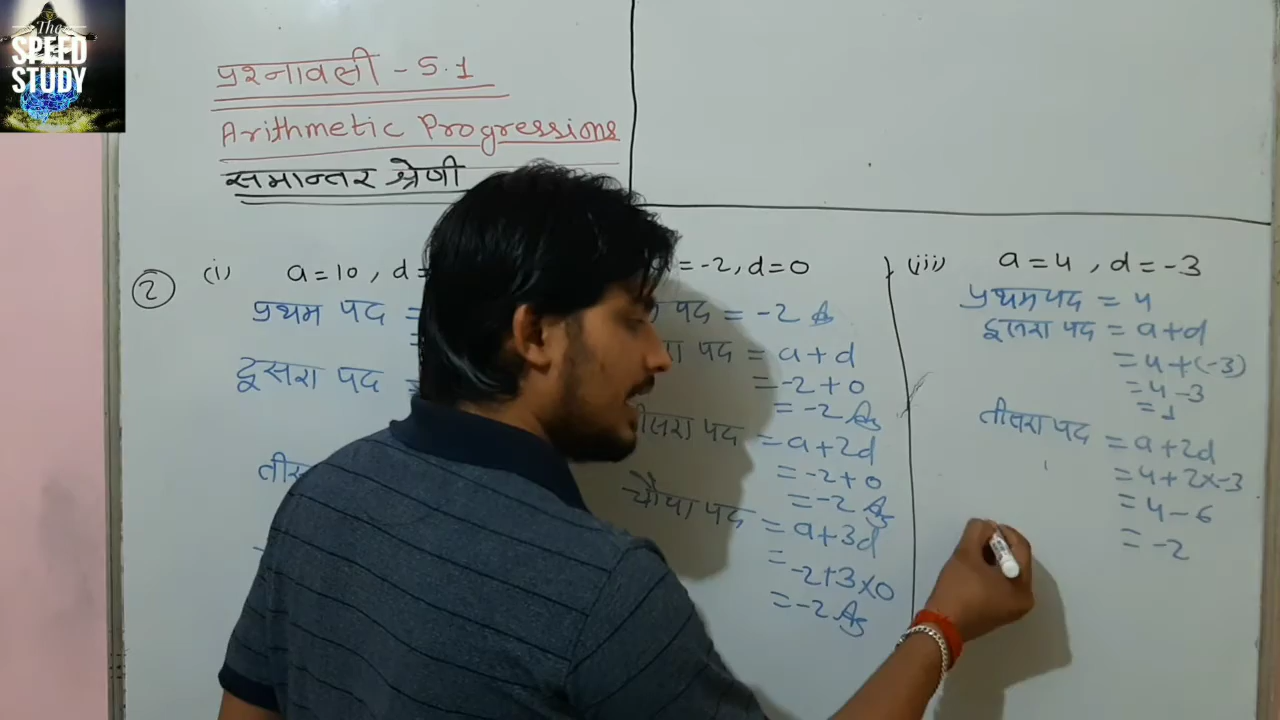 The
SPEED
STUDY
प्रश्नावली - 5.1
Arithmetic Progressions
समान्तर श्रेणी
2
(i) a=10, d=
प्रथम पद =
=
दूसरा पद =
= -2, d=0
पद = -2 Ans
पद = a+d
= -2+0
= -2 Ans
तीसरा पद = a+2d
= -2+0
= -2 Ans
चौथा पद = a+3d
= -2+3×0
= -2 Ans
(iii) a=4, d=-3
प्रथम पद = 4
दूसरा पद = a+d
= 4+(-3)
= 4-3
= 1
तीसरा पद = a+2d
= 4+2×-3
= 4-6
= -2